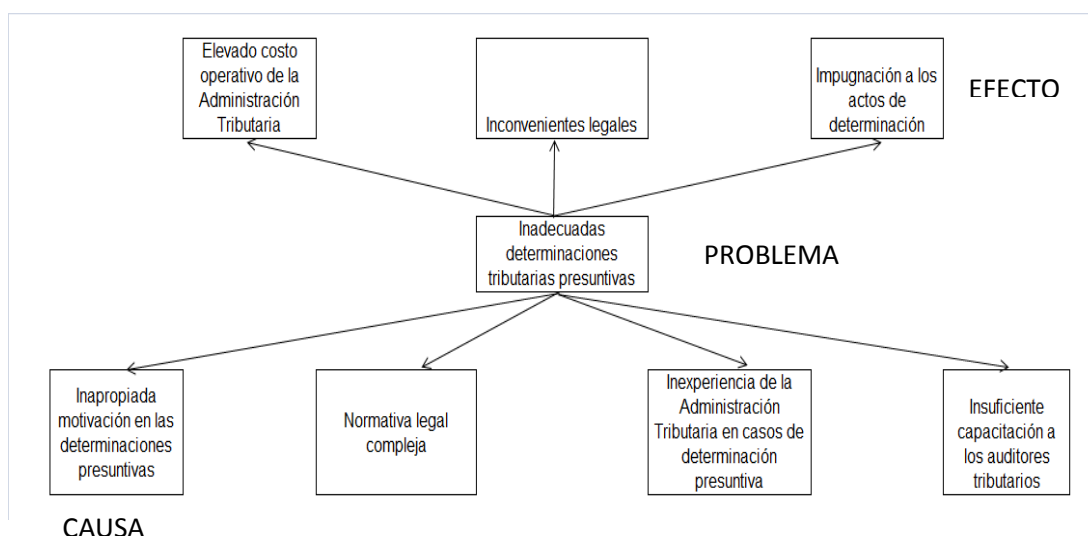 Elevado costo
operativo de la
Administración
Tributaria
Inconvenientes legales
Impugnación a los
actos de
determinación
EFECTO
Inadecuadas
determinaciones
tributarias presuntivas
PROBLEMA
Inapropiada
motivación en las
determinaciones
presuntivas
Normativa legal
compleja
Inexperiencia de la
Administración
Tributaria en casos de
determinación
presuntiva
Insuficiente
capacitación a
los auditores
tributarios
CAUSA